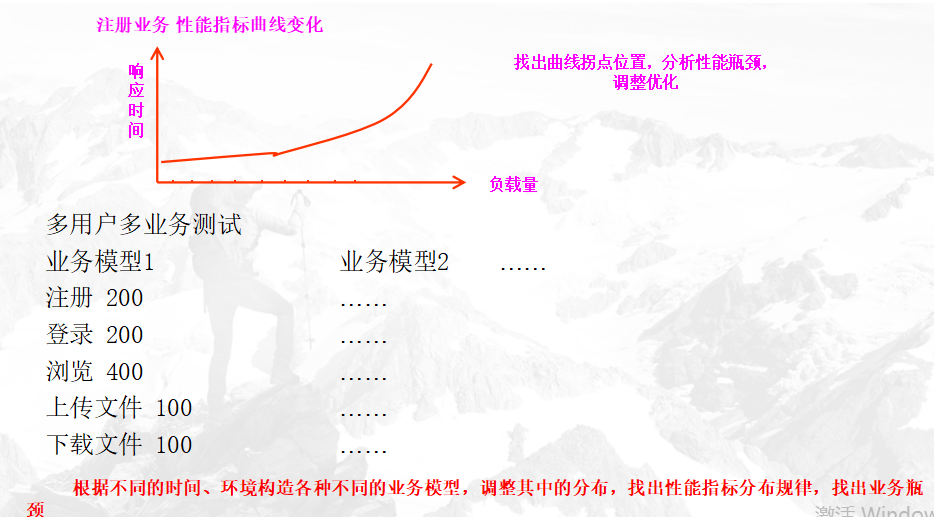 注册业务 性能指标曲线变化
响
应
时
间
找出曲线拐点位置，分析性能瓶颈，
调整优化
负载量
多用户多业务测试
业务模型1 业务模型2 ……
注册 200 ……
登录 200 ……
浏览 400 ……
上传文件 100 ……
下载文件 100 ……
根据不同的时间、环境构造各种不同的业务模型，调整其中的分布，找出性能指标分布规律，找出业务瓶
颈
激活 Window